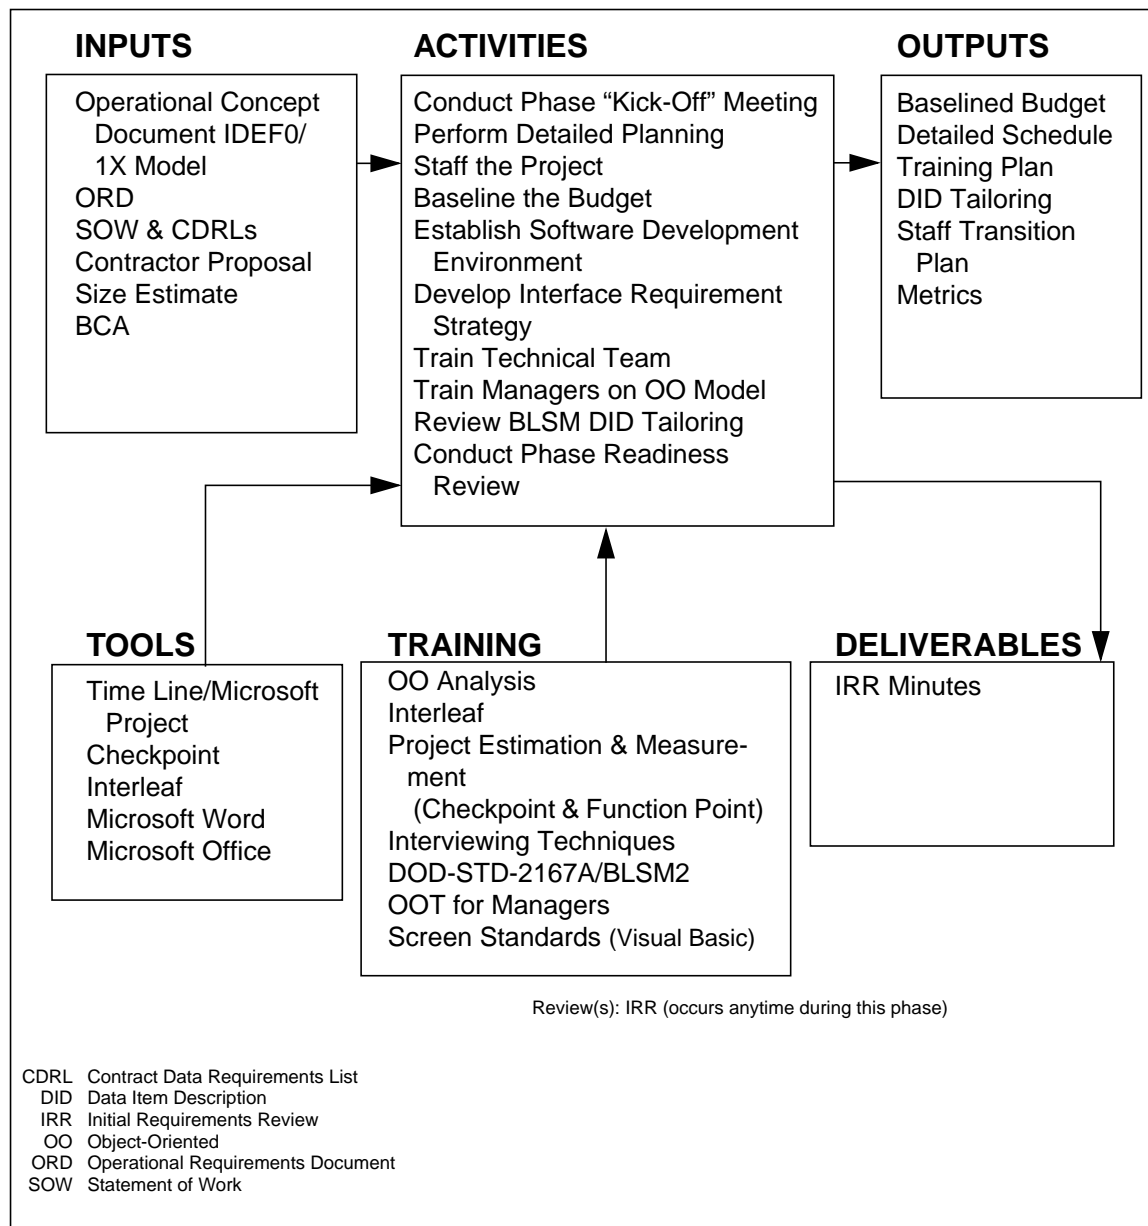 INPUTS
Operational Concept
Document IDEF0/
1X Model
ORD
SOW & CDRLs
Contractor Proposal
Size Estimate
BCA
ACTIVITIES
Conduct Phase “Kick-Off” Meeting
Perform Detailed Planning
Staff the Project
Baseline the Budget
Establish Software Development
Environment
Develop Interface Requirement
Strategy
Train Technical Team
Train Managers on OO Model
Review BLSM DID Tailoring
Conduct Phase Readiness
Review
OUTPUTS
Baselined Budget
Detailed Schedule
Training Plan
DID Tailoring
Staff Transition
Plan
Metrics
TOOLS
Time Line/Microsoft
Project
Checkpoint
Interleaf
Microsoft Word
Microsoft Office
TRAINING
OO Analysis
Interleaf
Project Estimation & Measure-
ment
(Checkpoint & Function Point)
Interviewing Techniques
DOD-STD-2167A/BLSM2
OOT for Managers
Screen Standards (Visual Basic)
DELIVERABLES
IRR Minutes
Review(s): IRR (occurs anytime during this phase)
CDRL Contract Data Requirements List
DID Data Item Description
IRR Initial Requirements Review
OO Object-Oriented
ORD Operational Requirements Document
SOW Statement of Work